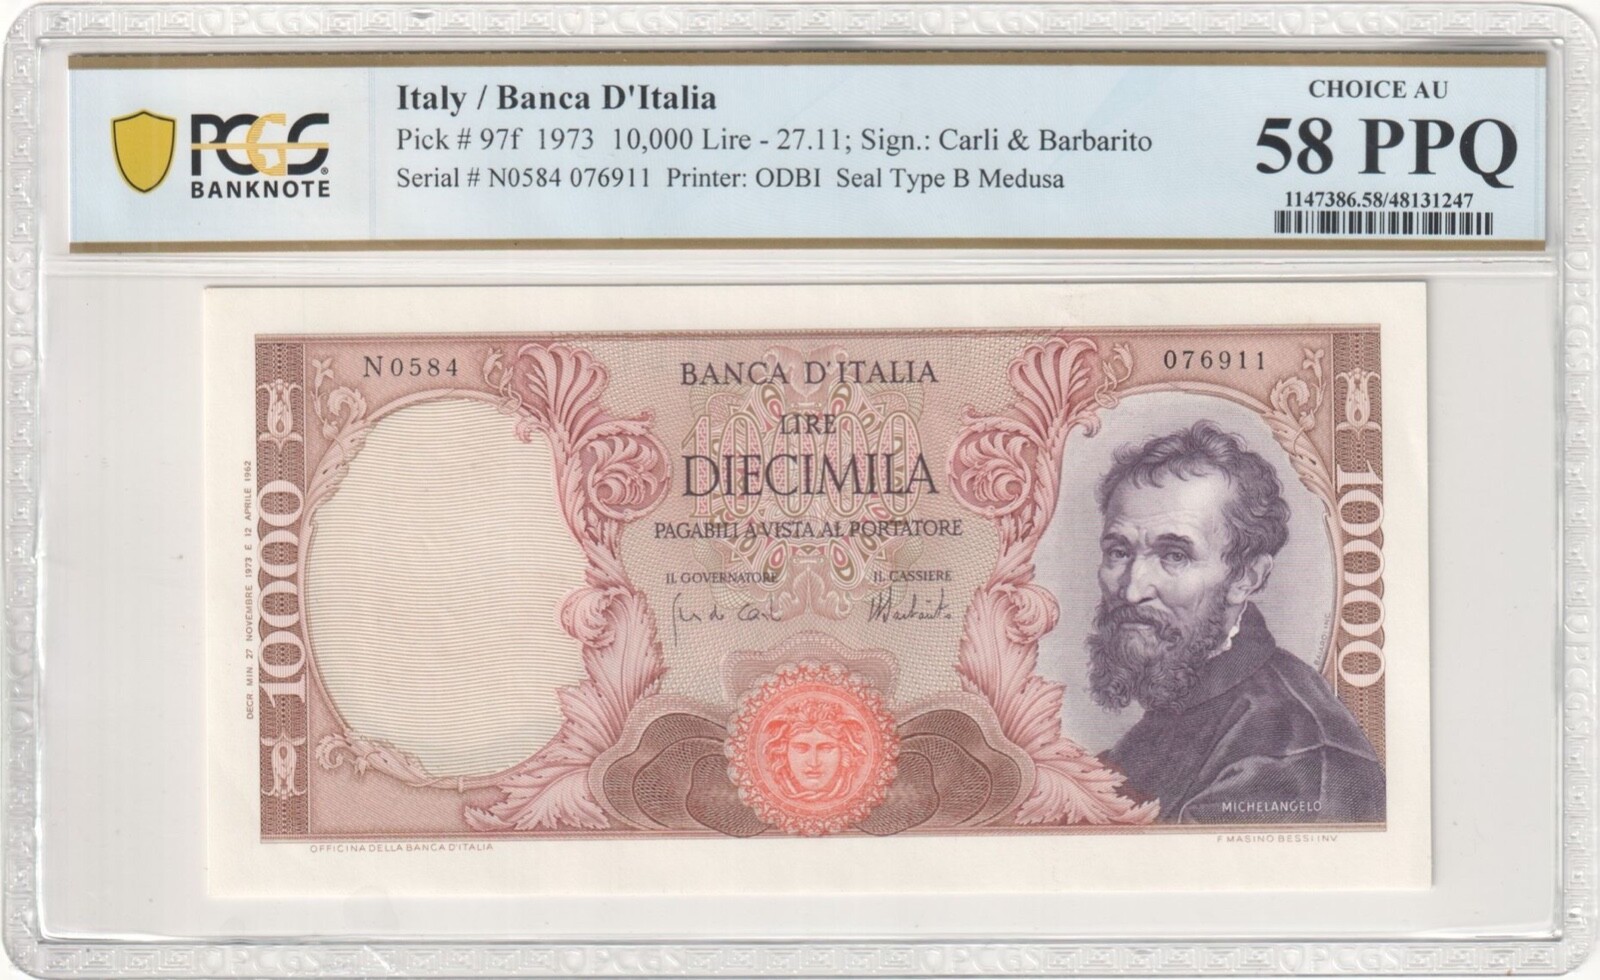 PCGS
BANKNOTE
Italy / Banca D'Italia
Pick # 97f 1973 10,000 Lire - 27.11; Sign.: Carli & Barbarito
Serial # N0584 076911 Printer: ODBI Seal Type B Medusa
CHOICE AU
58 PPQ
1147386.58/48131247
N0584
076911
BANCA D'ITALIA
10000
LIRE
DIECIMILA
PAGABILI A VISTA AL PORTATORE
IL GOVERNATORE
IL CASSIERE
DECR. MIN. 27 NOVEMBRE 1973 E 12 APRILE 1962
10000
10000
MICHELANGELO
OFFICINA DELLA BANCA D'ITALIA
F. MASINO BESSI INV.